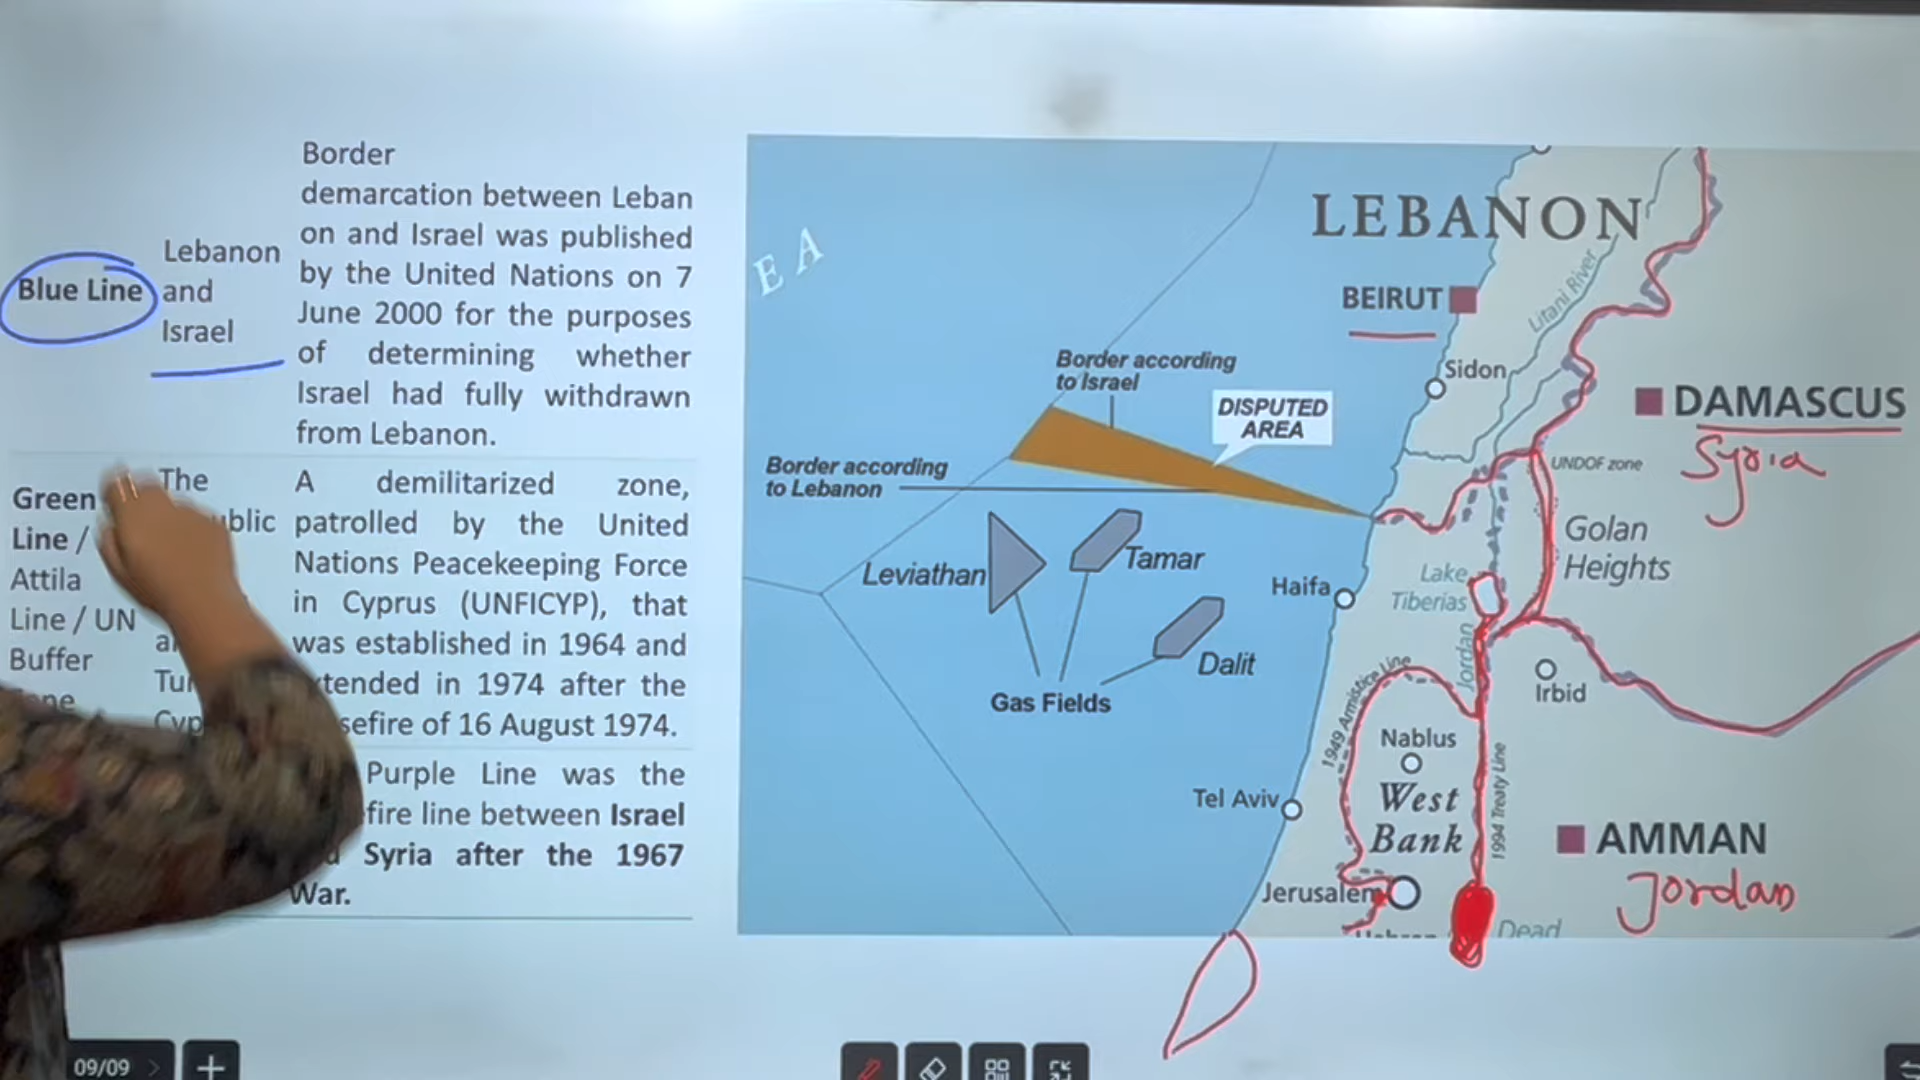 Border
demarcation between Leban
on and Israel was published
by the United Nations on 7
June 2000 for the purposes
of determining whether
Israel had fully withdrawn
from Lebanon.
Blue Line
Lebanon
and
Israel
Green
Line /
Attila
Line / UN
Buffer
The
A demilitarized zone,
patrolled by the United
Nations Peacekeeping Force
in Cyprus (UNFICYP), that
was established in 1964 and
tended in 1974 after the
sefire of 16 August 1974.
Purple Line was the
fire line between Israel
Syria after the 1967
War.
E A
LEBANON
BEIRUT
Litani River
Sidon
Border according
to Israel
DISPUTED
AREA
DAMASCUS
Syria
UNDOF zone
Border according
to Lebanon
Golan
Heights
Leviathan
Tamar
Haifa
Lake
Tiberias
Jordan
Dalit
Gas Fields
Irbid
1949 Armistice Line
Nablus
West
Bank
1994 Treaty Line
Tel Aviv
AMMAN
Jordan
Jerusalem
Dead
09/09